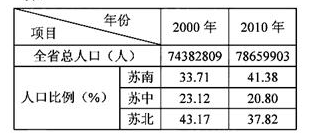 年份 2000年 2010年
项目
全省总人口（人） 74382809 78659903
人口比例（%） 苏南 33.71 41.38
苏中 23.12 20.80
苏北 43.17 37.82